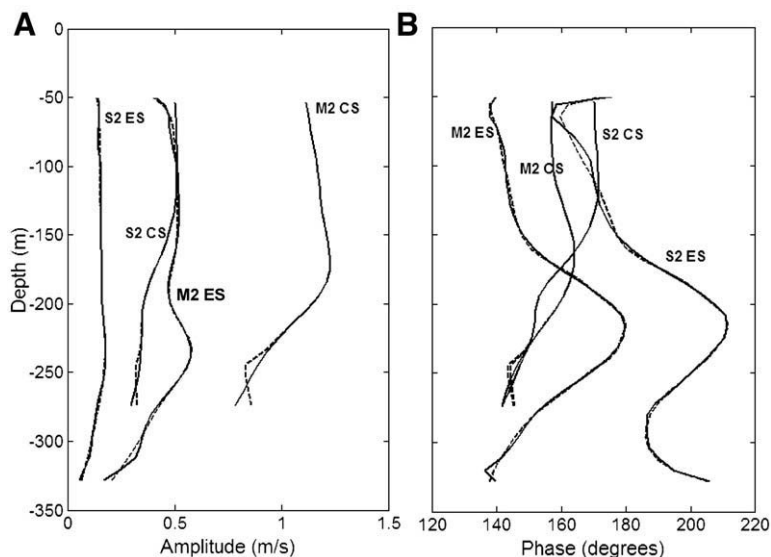 A
B
0
-50
-100
-150
-200
-250
-300
-350
Depth (m)
S2 ES
M2 CS
S2 CS
M2 ES
0
0.5
1
1.5
Amplitude (m/s)
M2 ES
S2 CS
M2 CS
S2 ES
120
140
160
180
200
220
Phase (degrees)